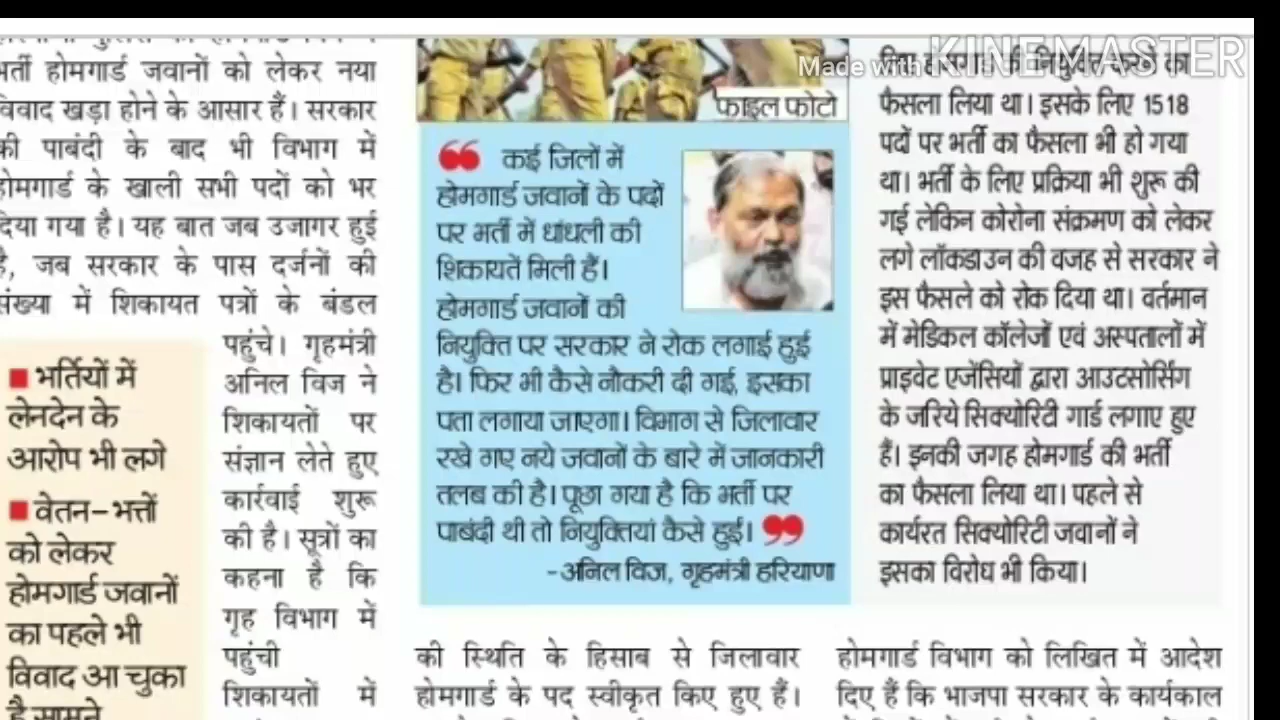 भर्ती होमगार्ड जवानों को लेकर नया
विवाद खड़ा होने के आसार हैं। सरकार
की पाबंदी के बाद भी विभाग में
होमगार्ड के खाली सभी पदों को भर
दिया गया है। यह बात जब उजागर हुई
है, जब सरकार के पास दर्जनों की
संख्या में शिकायत पत्रों के बंडल
पहुंचे। गृहमंत्री
अनिल विज ने
शिकायतों पर
संज्ञान लेते हुए
कार्रवाई शुरू
की है। सूत्रों का
कहना है कि
गृह विभाग में
पहुंची
शिकायतों में
■ भर्तियों में
लेनदेन के
आरोप भी लगे
■ वेतन-भत्तों
को लेकर
होमगार्ड जवानों
का पहले भी
विवाद आ चुका
है सामने
फाइल फोटो
❝ कई जिलों में
होमगार्ड जवानों के पदों
पर भर्ती में धांधली की
शिकायतें मिली हैं।
होमगार्ड जवानों की
नियुक्ति पर सरकार ने रोक लगाई हुई
है। फिर भी कैसे नौकरी दी गई, इसका
पता लगाया जाएगा। विभाग से जिलावार
रखे गए नये जवानों के बारे में जानकारी
तलब की है। पूछा गया है कि भर्ती पर
पाबंदी थी तो नियुक्तियां कैसे हुई। ❞
-अनिल विज, गृहमंत्री हरियाणा
की स्थिति के हिसाब से जिलावार
होमगार्ड के पद स्वीकृत किए हुए हैं।
Made with KINEMASTER
की नियुक्ति करने का
फैसला लिया था। इसके लिए 1518
पदों पर भर्ती का फैसला भी हो गया
था। भर्ती के लिए प्रक्रिया भी शुरू की
गई लेकिन कोरोना संक्रमण को लेकर
लगे लॉकडाउन की वजह से सरकार ने
इस फैसले को रोक दिया था। वर्तमान
में मेडिकल कॉलेजों एवं अस्पतालों में
प्राइवेट एजेंसियों द्वारा आउटसोर्सिंग
के जरिये सिक्योरिटी गार्ड लगाए हुए
हैं। इनकी जगह होमगार्ड की भर्ती
का फैसला लिया था। पहले से
कार्यरत सिक्योरिटी जवानों ने
इसका विरोध भी किया।
होमगार्ड विभाग को लिखित में आदेश
दिए हैं कि भाजपा सरकार के कार्यकाल